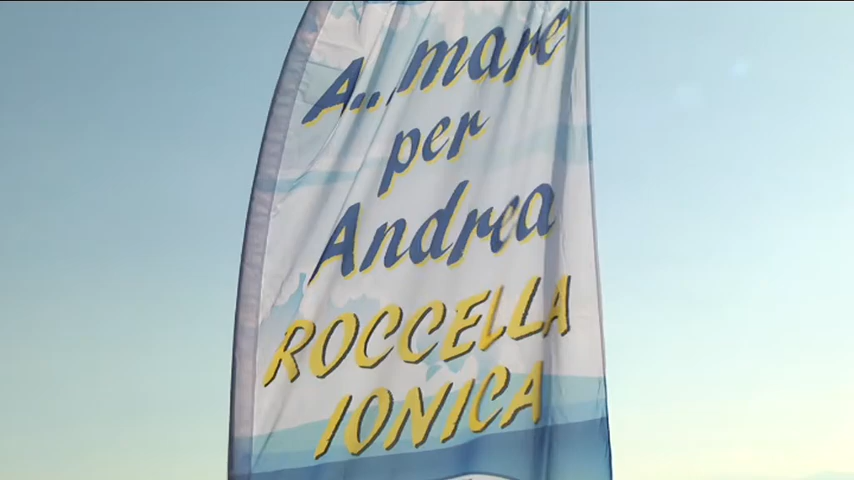 A..mare
per
Andrea
ROCCELLA
IONICA